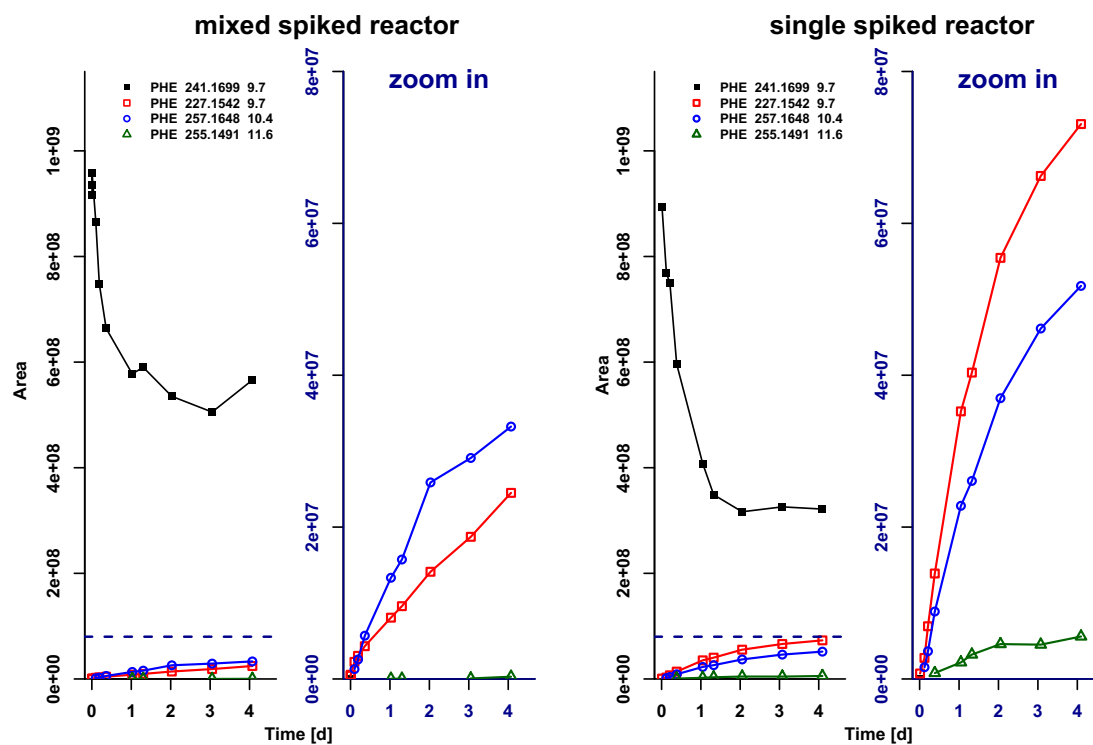 mixed spiked reactor
single spiked reactor
PHE 241.1699 9.7
PHE 227.1542 9.7
PHE 257.1648 10.4
PHE 255.1491 11.6
Area
0e+00
2e+08
4e+08
6e+08
8e+08
1e+09
0 1 2 3 4
zoom in
0e+00
2e+07
4e+07
6e+07
8e+07
0 1 2 3 4
Time [d]
PHE 241.1699 9.7
PHE 227.1542 9.7
PHE 257.1648 10.4
PHE 255.1491 11.6
Area
0e+00
2e+08
4e+08
6e+08
8e+08
1e+09
0 1 2 3 4
zoom in
0e+00
2e+07
4e+07
6e+07
8e+07
0 1 2 3 4
Time [d]